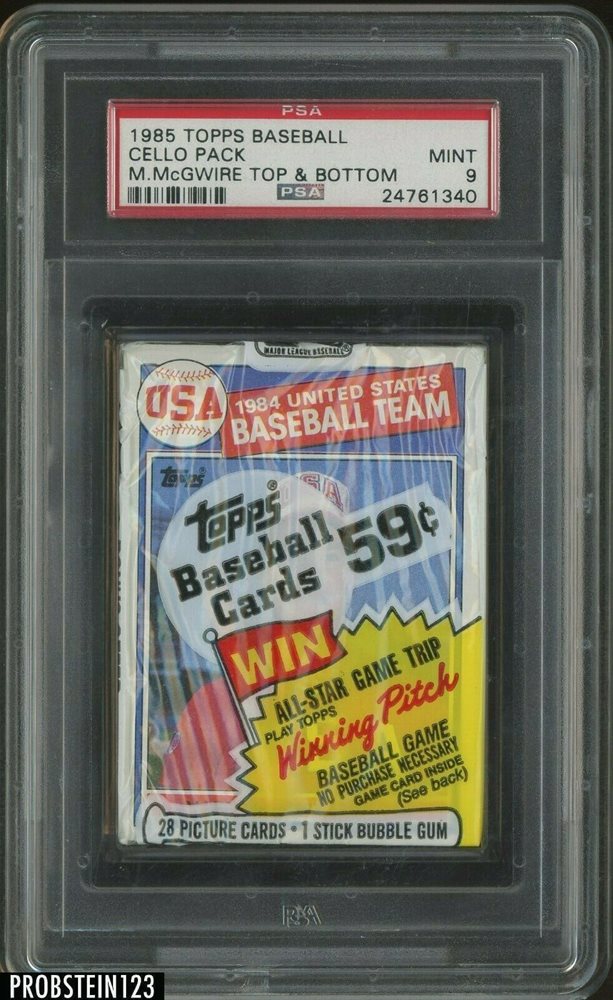 PSA
1985 TOPPS BASEBALL
CELLO PACK MINT
M.McGWIRE TOP & BOTTOM 9
PSA 24761340
MAJOR LEAGUE BASEBALL®
USA
1984 UNITED STATES
BASEBALL TEAM
TOPPS
USA
Topps®
Baseball
Cards
59¢
WIN
ALL-STAR GAME TRIP
PLAY TOPPS
Winning Pitch
BASEBALL GAME
NO PURCHASE NECESSARY
GAME CARD INSIDE
(See back)
28 PICTURE CARDS • 1 STICK BUBBLE GUM
PSA
PROBSTEIN123